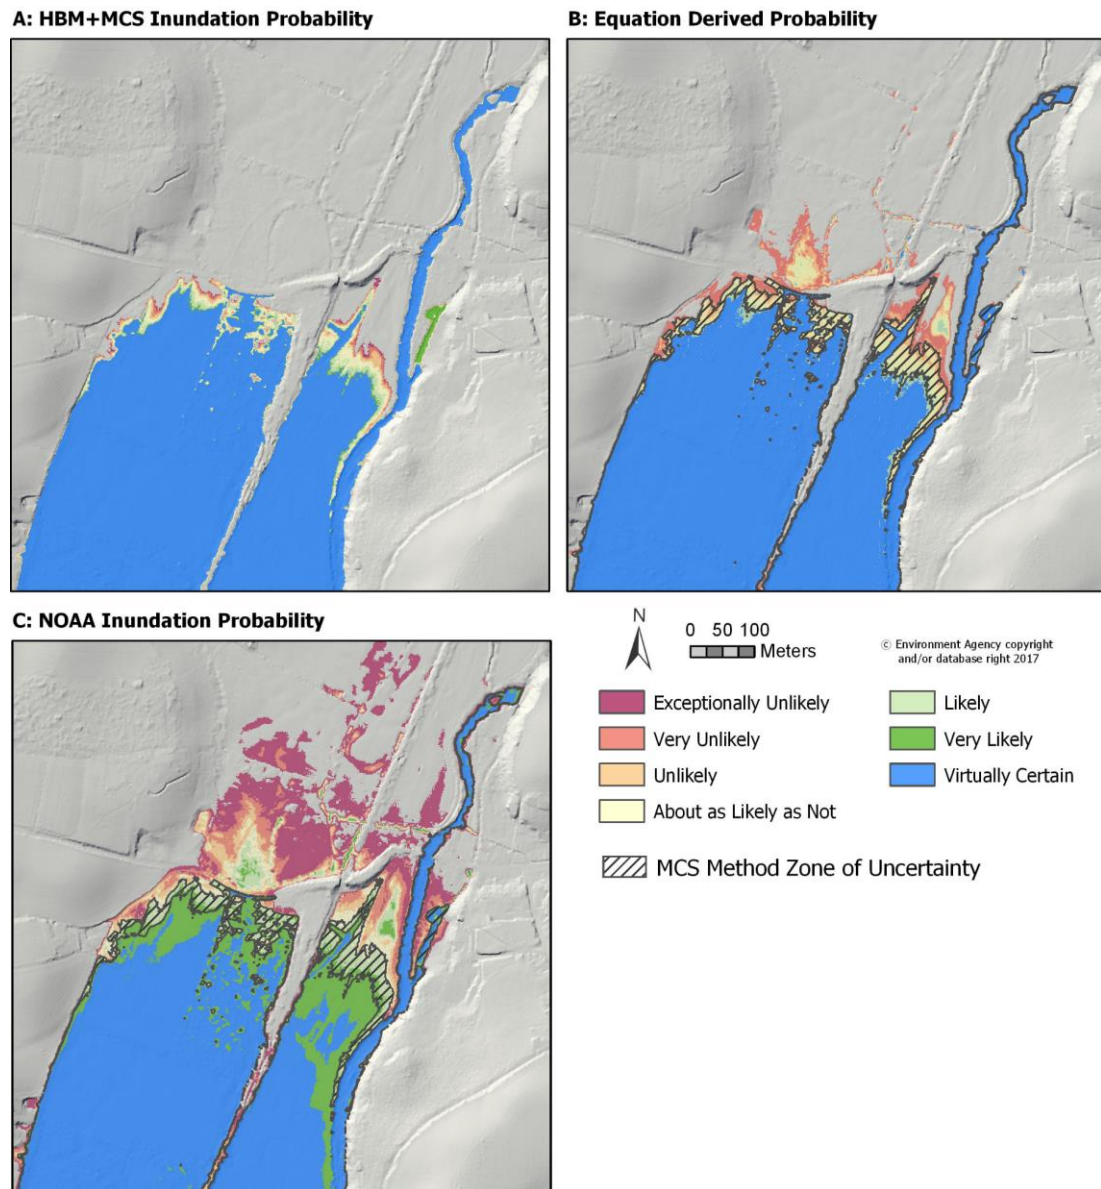 A: HBM+MCS Inundation Probability
B: Equation Derived Probability
C: NOAA Inundation Probability
N
0 50 100
Meters
© Environment Agency copyright
and/or database right 2017
Exceptionally Unlikely
Very Unlikely
Unlikely
About as Likely as Not
Likely
Very Likely
Virtually Certain
MCS Method Zone of Uncertainty